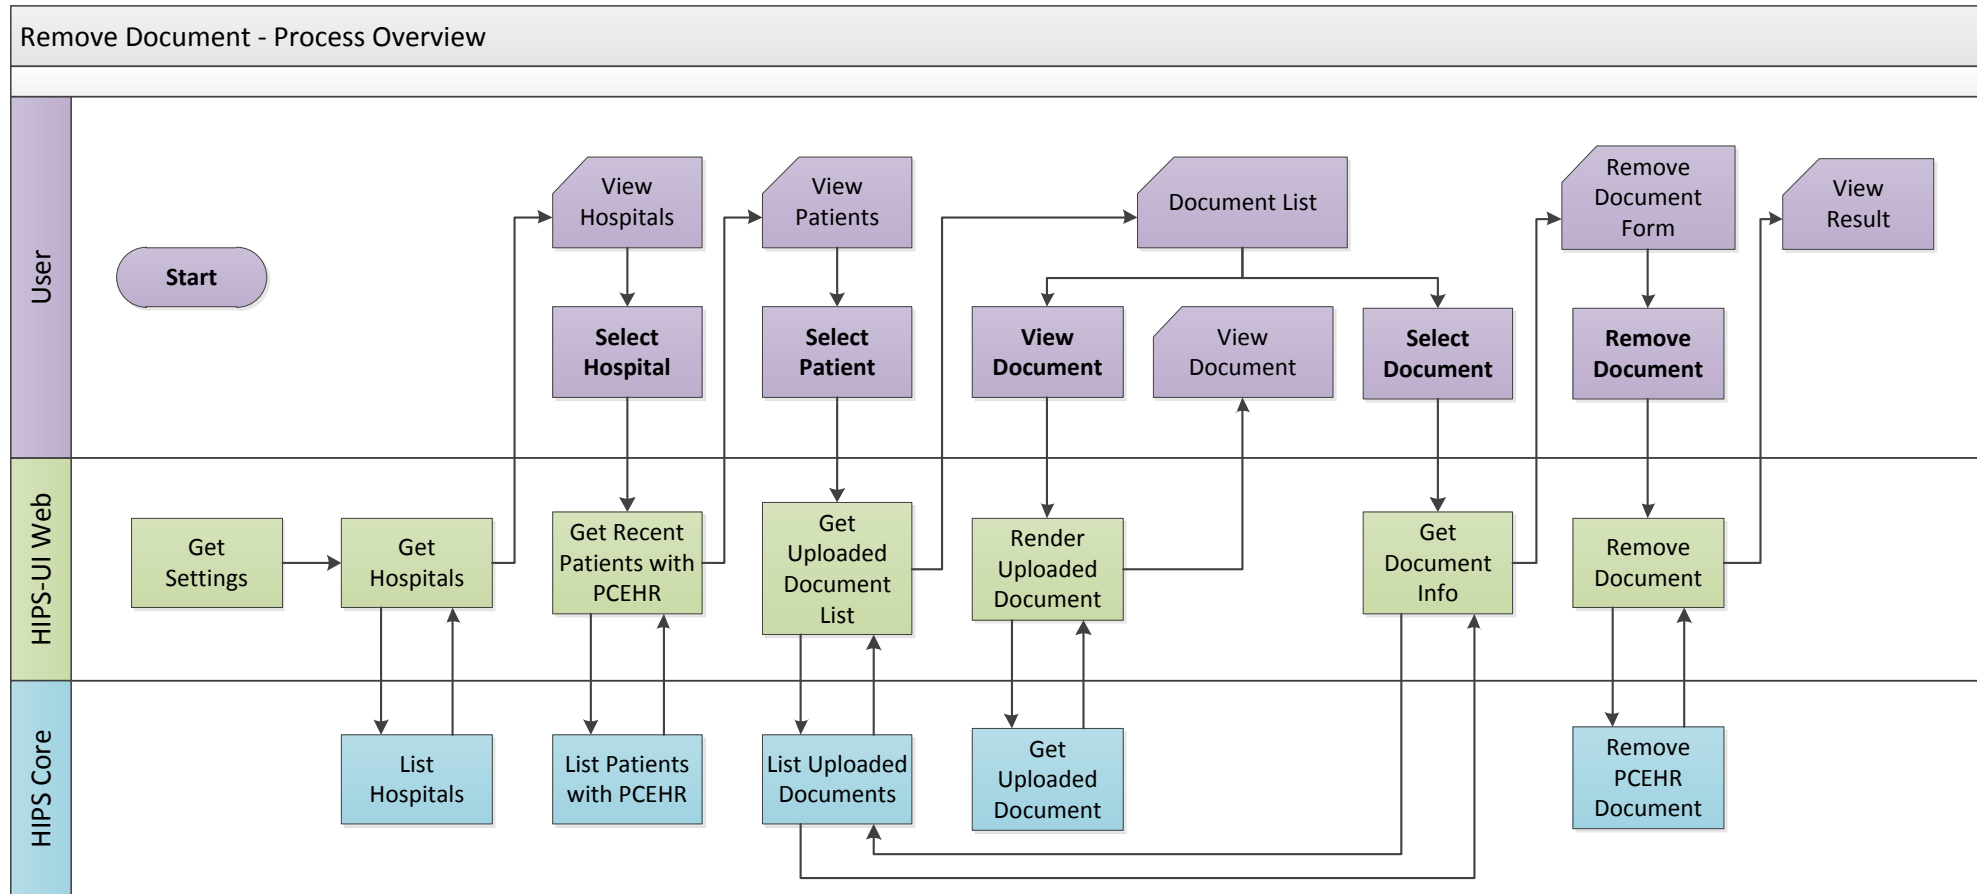 Remove Document - Process Overview
User
Start
View
Hospitals
Select
Hospital
View
Patients
Select
Patient
Document List
View
Document
View
Document
Select
Document
Remove
Document
Form
Remove
Document
View
Result
HIPS-UI Web
Get
Settings
Get
Hospitals
Get Recent
Patients with
PCEHR
Get
Uploaded
Document
List
Render
Uploaded
Document
Get
Document
Info
Remove
Document
HIPS Core
List
Hospitals
List Patients
with PCEHR
List Uploaded
Documents
Get
Uploaded
Document
Remove
PCEHR
Document